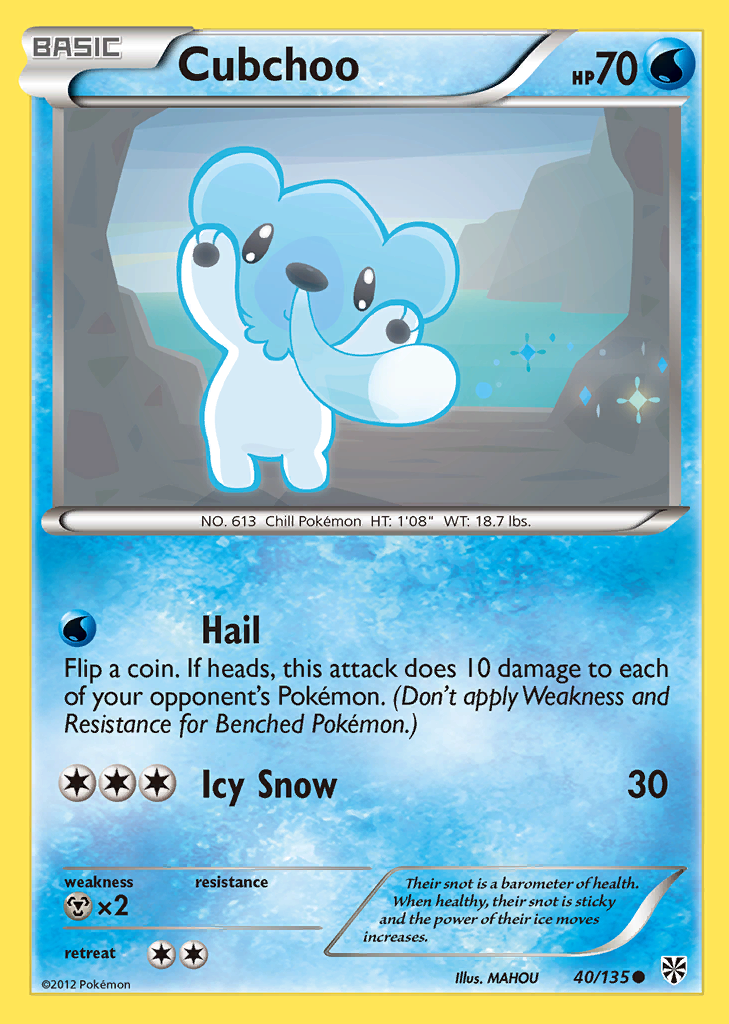 BASIC
Cubchoo
HP 70
NO. 613 Chill Pokémon HT: 1'08" WT: 18.7 lbs.
Hail
Flip a coin. If heads, this attack does 10 damage to each
of your opponent's Pokémon. (Don't apply Weakness and
Resistance for Benched Pokémon.)
Icy Snow 30
weakness resistance
×2
retreat
Their snot is a barometer of health.
When healthy, their snot is sticky
and the power of their ice moves
increases.
©2012 Pokémon
Illus. MAHOU 40/135